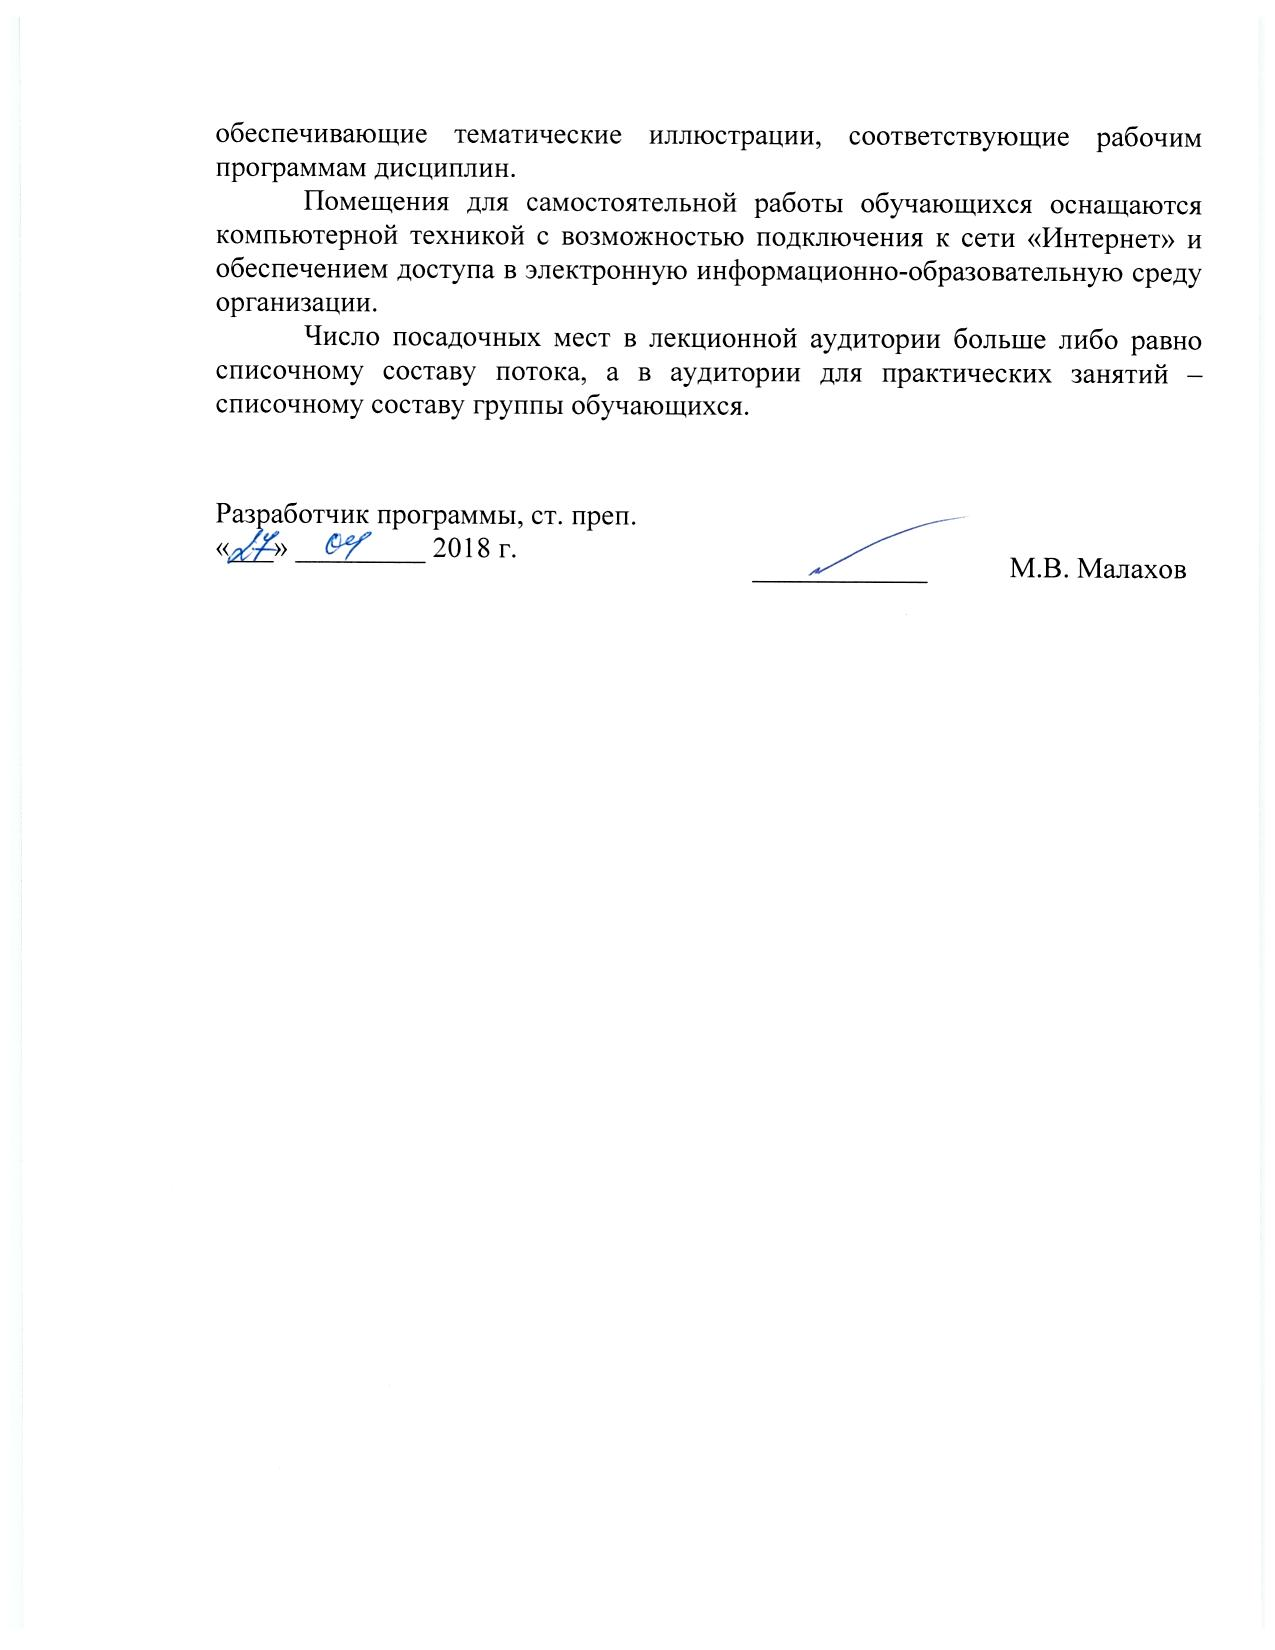 обеспечивающие тематические иллюстрации, соответствующие рабочим
программам дисциплин.
Помещения для самостоятельной работы обучающихся оснащаются
компьютерной техникой с возможностью подключения к сети «Интернет» и
обеспечением доступа в электронную информационно-образовательную среду
организации.
Число посадочных мест в лекционной аудитории больше либо равно
списочному составу потока, а в аудитории для практических занятий –
списочному составу группы обучающихся.
Разработчик программы, ст. преп.
«27» 04 2018 г.
М.В. Малахов